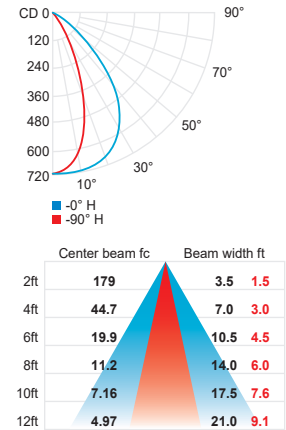 CD 0
90°
120
240
70°
360
480
50°
600
30°
720
10°
-0° H
-90° H
Center beam fc Beam width ft
2ft 179 3.5 1.5
4ft 44.7 7.0 3.0
6ft 19.9 10.5 4.5
8ft 11.2 14.0 6.0
10ft 7.16 17.5 7.6
12ft 4.97 21.0 9.1